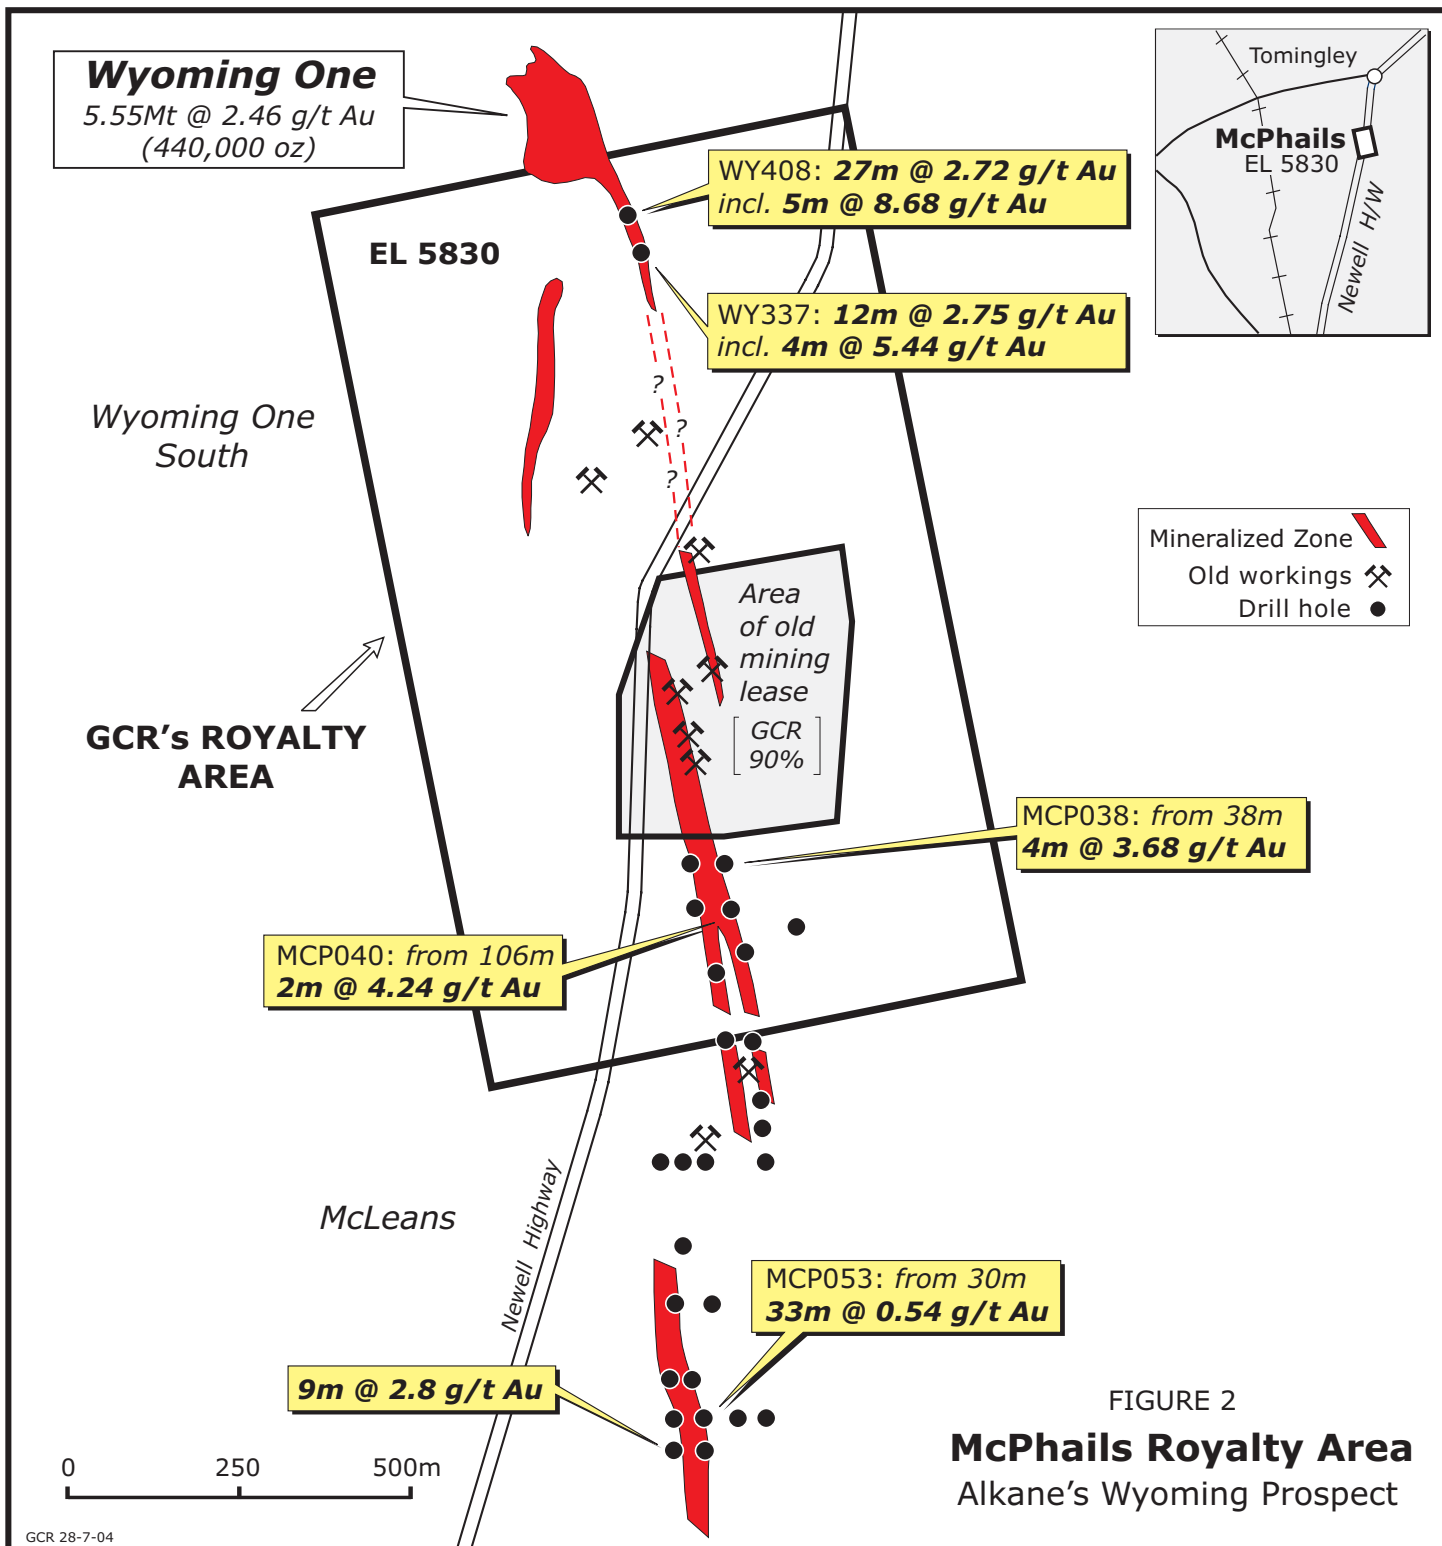 Wyoming One
5.55Mt @ 2.46 g/t Au
(440,000 oz)
Tomingley
McPhails
EL 5830
Newell H/W
WY408: 27m @ 2.72 g/t Au
incl. 5m @ 8.68 g/t Au
EL 5830
WY337: 12m @ 2.75 g/t Au
incl. 4m @ 5.44 g/t Au
?
?
?
Wyoming One
South
Mineralized Zone
Old workings
Drill hole
Area
of old
mining
lease
[ GCR
90% ]
GCR’s ROYALTY
AREA
MCP038: from 38m
4m @ 3.68 g/t Au
MCP040: from 106m
2m @ 4.24 g/t Au
McLeans
Newell Highway
MCP053: from 30m
33m @ 0.54 g/t Au
9m @ 2.8 g/t Au
0 250 500m
FIGURE 2
McPhails Royalty Area
Alkane’s Wyoming Prospect
GCR 28-7-04